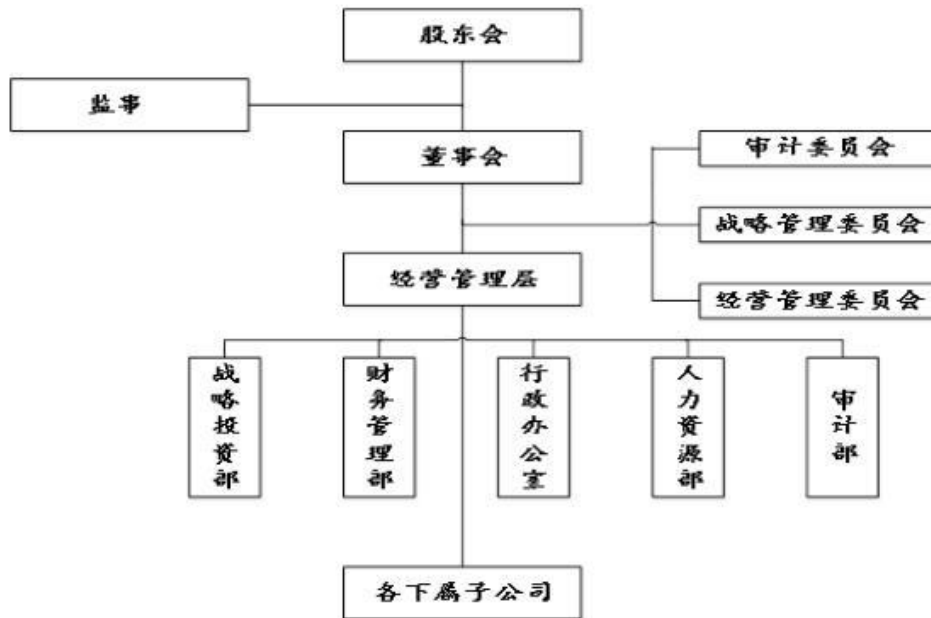 股东会
监事
董事会
审计委员会
战略管理委员会
经营管理层
经营管理委员会
战略投资部
财务管理部
行政办公室
人力资源部
审计部
各下属子公司